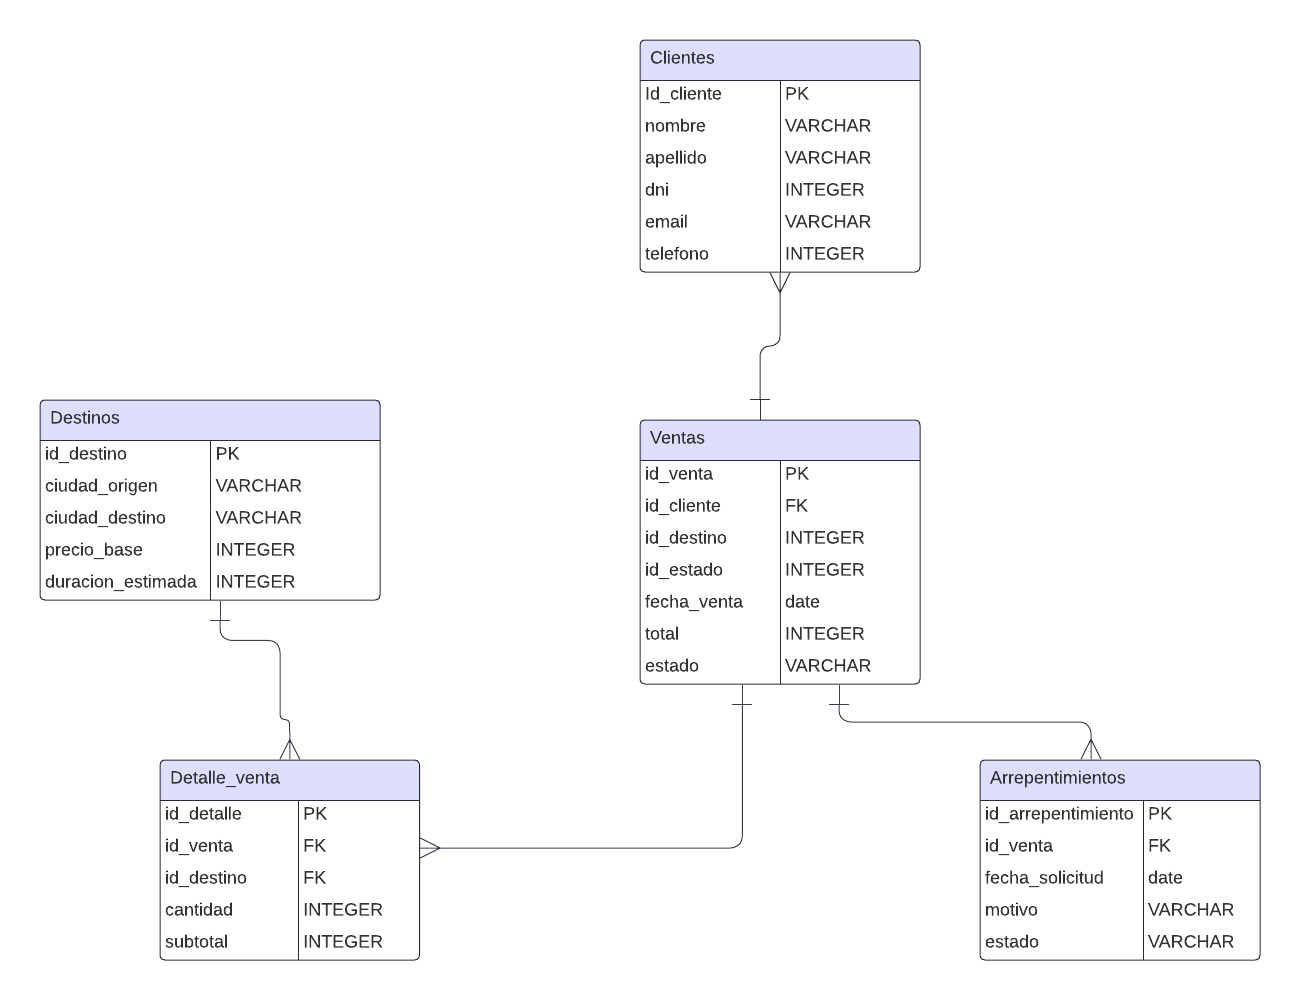 Clientes
Id_cliente PK
nombre VARCHAR
apellido VARCHAR
dni INTEGER
email VARCHAR
telefono INTEGER
Destinos
id_destino PK
ciudad_origen VARCHAR
ciudad_destino VARCHAR
precio_base INTEGER
duracion_estimada INTEGER
Ventas
id_venta PK
id_cliente FK
id_destino INTEGER
id_estado INTEGER
fecha_venta date
total INTEGER
estado VARCHAR
Detalle_venta
id_detalle PK
id_venta FK
id_destino FK
cantidad INTEGER
subtotal INTEGER
Arrepentimientos
id_arrepentimiento PK
id_venta FK
fecha_solicitud date
motivo VARCHAR
estado VARCHAR